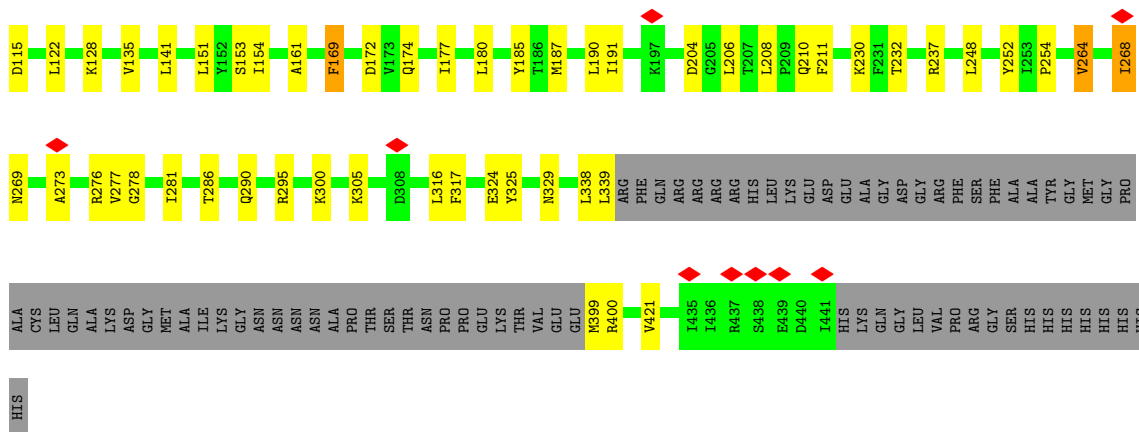 D115 L122 K128 V135 L141 L151 Y152 S153 I154 A161 F169 D172 V173 Q174 I177 L180 Y185 T186 M187 L190 I191 K197 D204 G205 L206 T207 L208 P209 Q210 F211 K230 F231 T232 R237 L248 Y252 I253 P254 V264 I268
N269 A273 R276 V277 G278 I281 T286 Q290 R295 K300 K305 D308 L316 F317 E324 Y325 N329 L338 L339 ARG PHE GLN ARG ARG ARG ARG HIS LEU LYS GLU ASP GLU ALA GLY ASP GLY ARG PHE SER PHE ALA ALA TYR GLY MET GLY PRO
ALA CYS LEU GLN ALA LYS ASP GLY MET ALA ILE LYS GLY ASN ASN ASN ASN ALA PRO THR SER THR ASN PRO PRO GLU LYS THR VAL GLU GLU M399 R400 V421 I435 I436 R437 S438 E439 D440 I441 HIS LYS GLN GLY LEU VAL PRO ARG GLY SER HIS HIS HIS HIS HIS HIS HIS
HIS